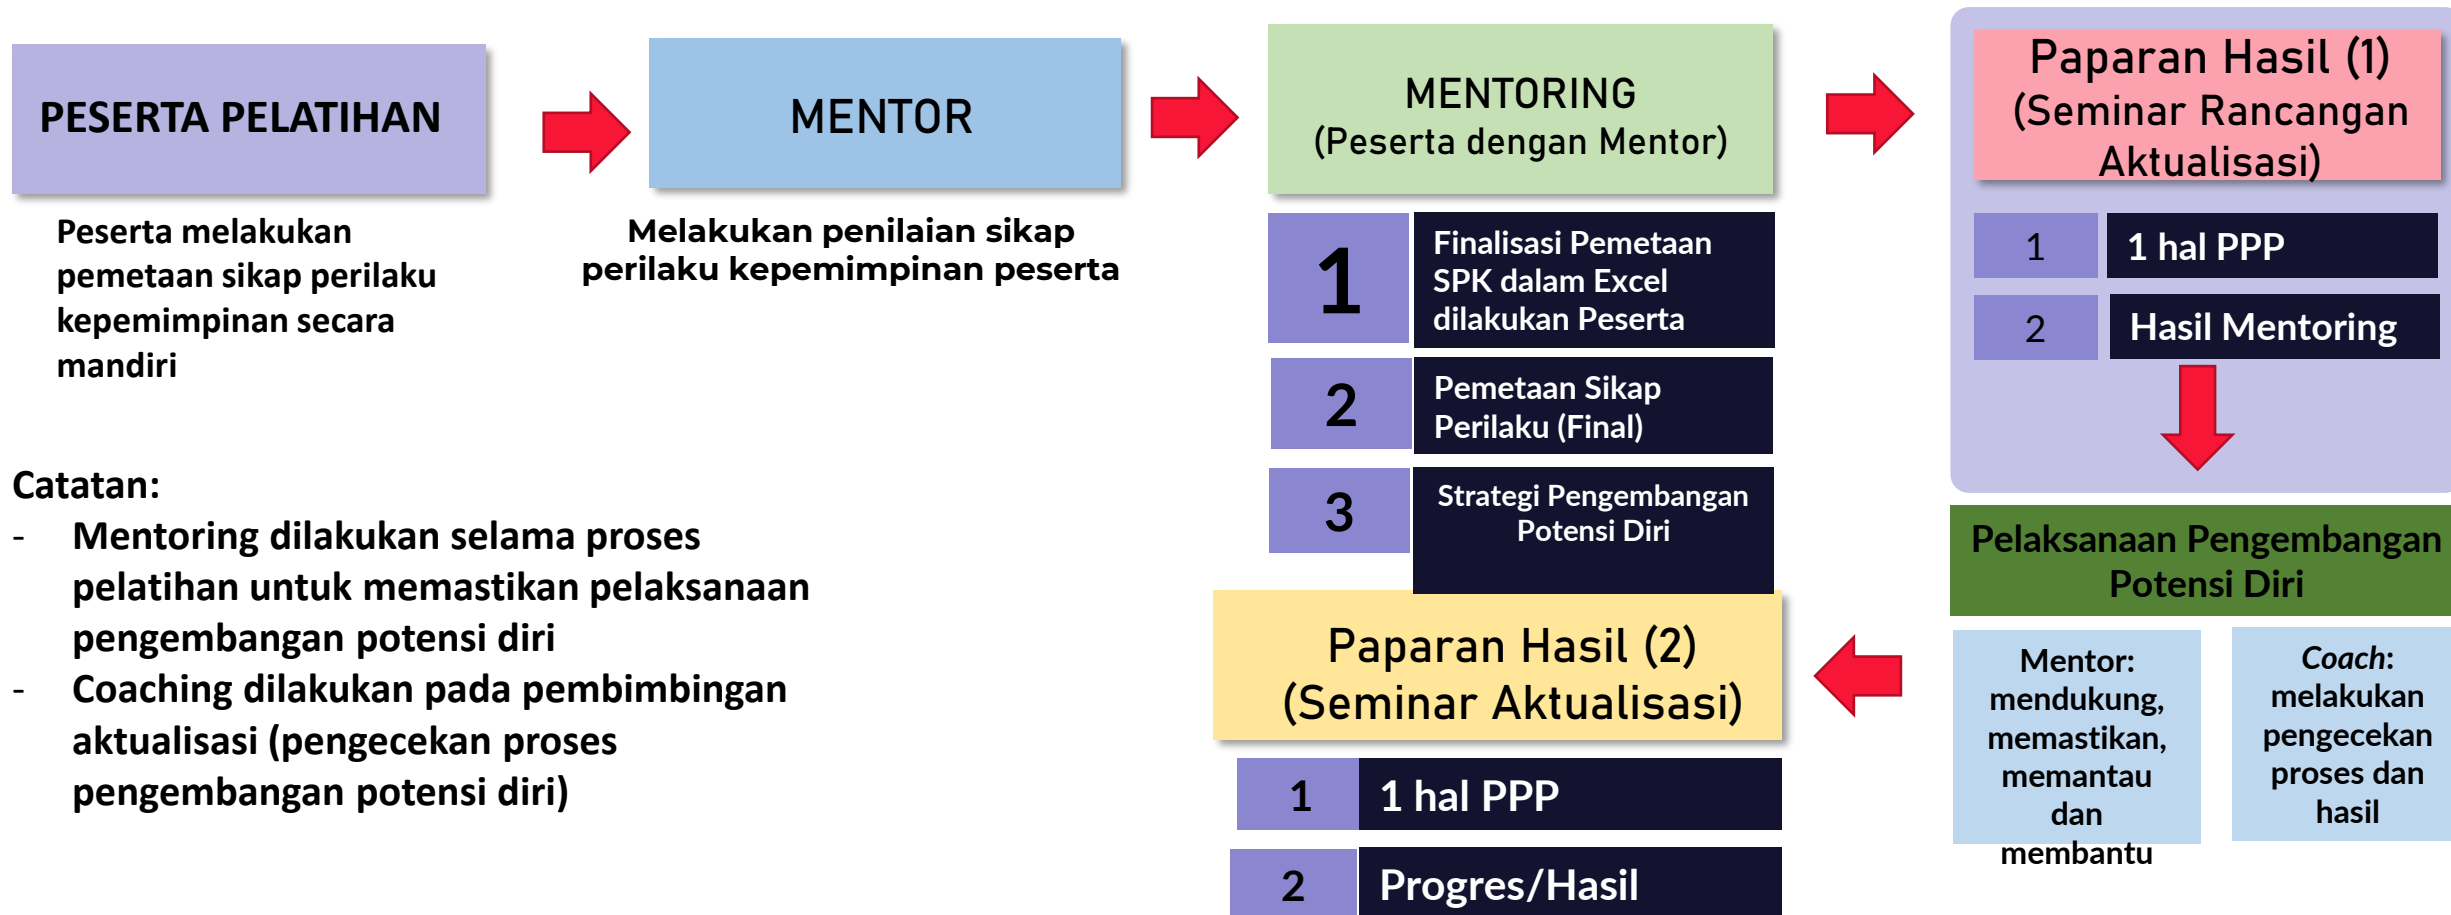 PESERTA PELATIHAN
Peserta melakukan
pemetaan sikap perilaku
kepemimpinan secara
mandiri
MENTOR
Melakukan penilaian sikap
perilaku kepemimpinan peserta
MENTORING
(Peserta dengan Mentor)
1
Finalisasi Pemetaan
SPK dalam Excel
dilakukan Peserta
2
Pemetaan Sikap
Perilaku (Final)
3
Strategi Pengembangan
Potensi Diri
Paparan Hasil (1)
(Seminar Rancangan
Aktualisasi)
1
1 hal PPP
2
Hasil Mentoring
Pelaksanaan Pengembangan
Potensi Diri
Mentor:
mendukung,
memastikan,
memantau
dan
membantu
Coach:
melakukan
pengecekan
proses dan
hasil
Paparan Hasil (2)
(Seminar Aktualisasi)
1
1 hal PPP
2
Progres/Hasil
Catatan:
- Mentoring dilakukan selama proses
pelatihan untuk memastikan pelaksanaan
pengembangan potensi diri
- Coaching dilakukan pada pembimbingan
aktualisasi (pengecekan proses
pengembangan potensi diri)